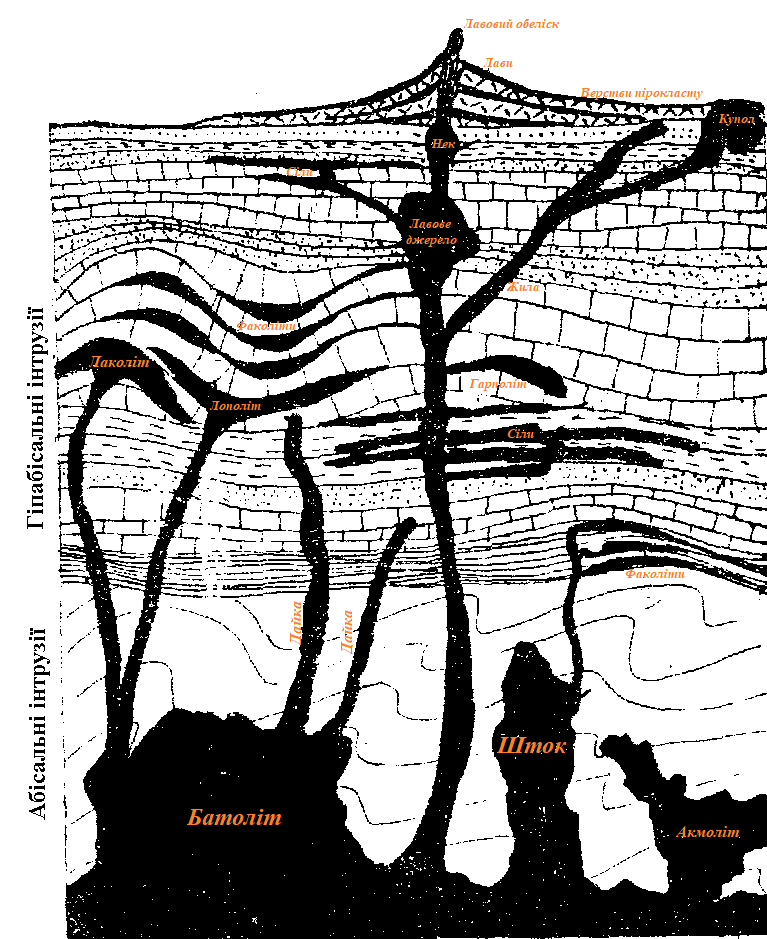 Лавовий обеліск
Лави
Верстви пірокласту
Купол
Нек
Сіли
Лавове
джерело
Жила
Факоліти
Лаколіт
Гарполіт
Лополіт
Сіли
Гіпабісальні інтрузії
Факоліти
Дайка
Дайка
Абісальні інтрузії
Шток
Батоліт
Акмоліт